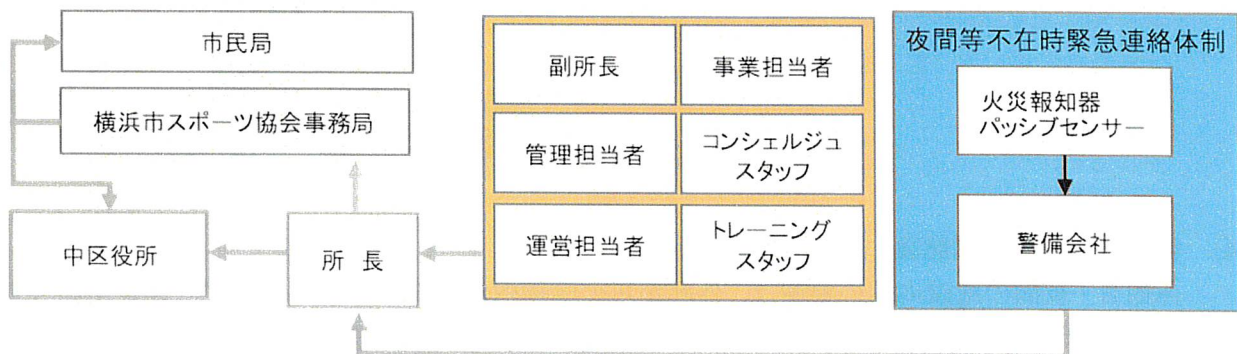 市民局
横浜市スポーツ協会事務局
中区役所
所 長
副所長
事業担当者
管理担当者
コンシェルジュ
スタッフ
運営担当者
トレーニング
スタッフ
夜間等不在時緊急連絡体制
火災報知器
パッシブセンサー
警備会社